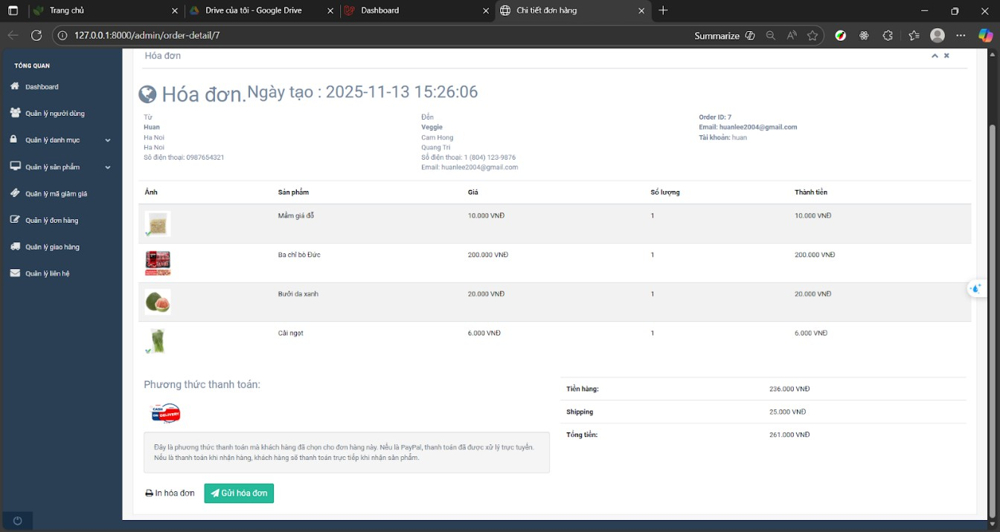 Trang chủ
Drive của tôi - Google Drive
Dashboard
Chi tiết đơn hàng
127.0.0.1:8000/admin/order-detail/7
Summarize
TỔNG QUAN
Dashboard
Quản lý người dùng
Quản lý danh mục
Quản lý sản phẩm
Quản lý mã giảm giá
Quản lý đơn hàng
Quản lý giao hàng
Quản lý liên hệ
Hóa đơn
Hóa đơn. Ngày tạo : 2025-11-13 15:26:06
Từ
Huan
Ha Noi
Ha Noi
Số điện thoại: 0987654321
Đến
Veggie
Cam Hong
Quang Tri
Số điện thoại: 1 (804) 123-9876
Email: huanlee2004@gmail.com
Order ID: 7
Email: huanlee2004@gmail.com
Tài khoản: huan
Ảnh Sản phẩm Giá Số lượng Thành tiền
Mầm giá đỗ 10.000 VNĐ 1 10.000 VNĐ
Ba chỉ bò Đức 200.000 VNĐ 1 200.000 VNĐ
Bưởi da xanh 20.000 VNĐ 1 20.000 VNĐ
Cải ngọt 6.000 VNĐ 1 6.000 VNĐ
Phương thức thanh toán:
CASH
ON DELIVERY
Đây là phương thức thanh toán mà khách hàng đã chọn cho đơn hàng này. Nếu là PayPal, thanh toán đã được xử lý trực tuyến.
Nếu là thanh toán khi nhận hàng, khách hàng sẽ thanh toán trực tiếp khi nhận sản phẩm.
Tiền hàng: 236.000 VNĐ
Shipping 25.000 VNĐ
Tổng tiền: 261.000 VNĐ
In hóa đơn
Gửi hóa đơn